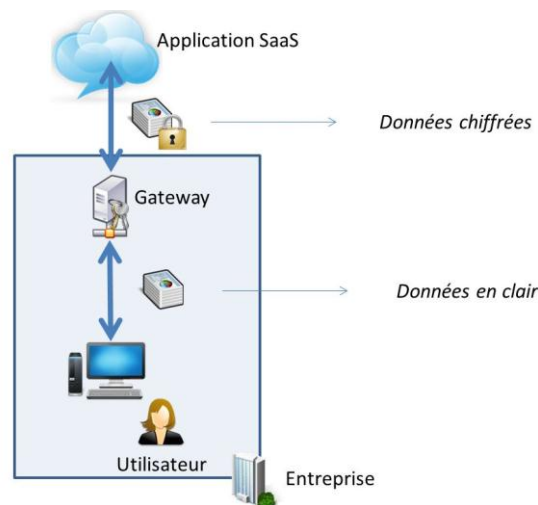 Application SaaS
Données chiffrées
Gateway
Données en clair
Utilisateur
Entreprise